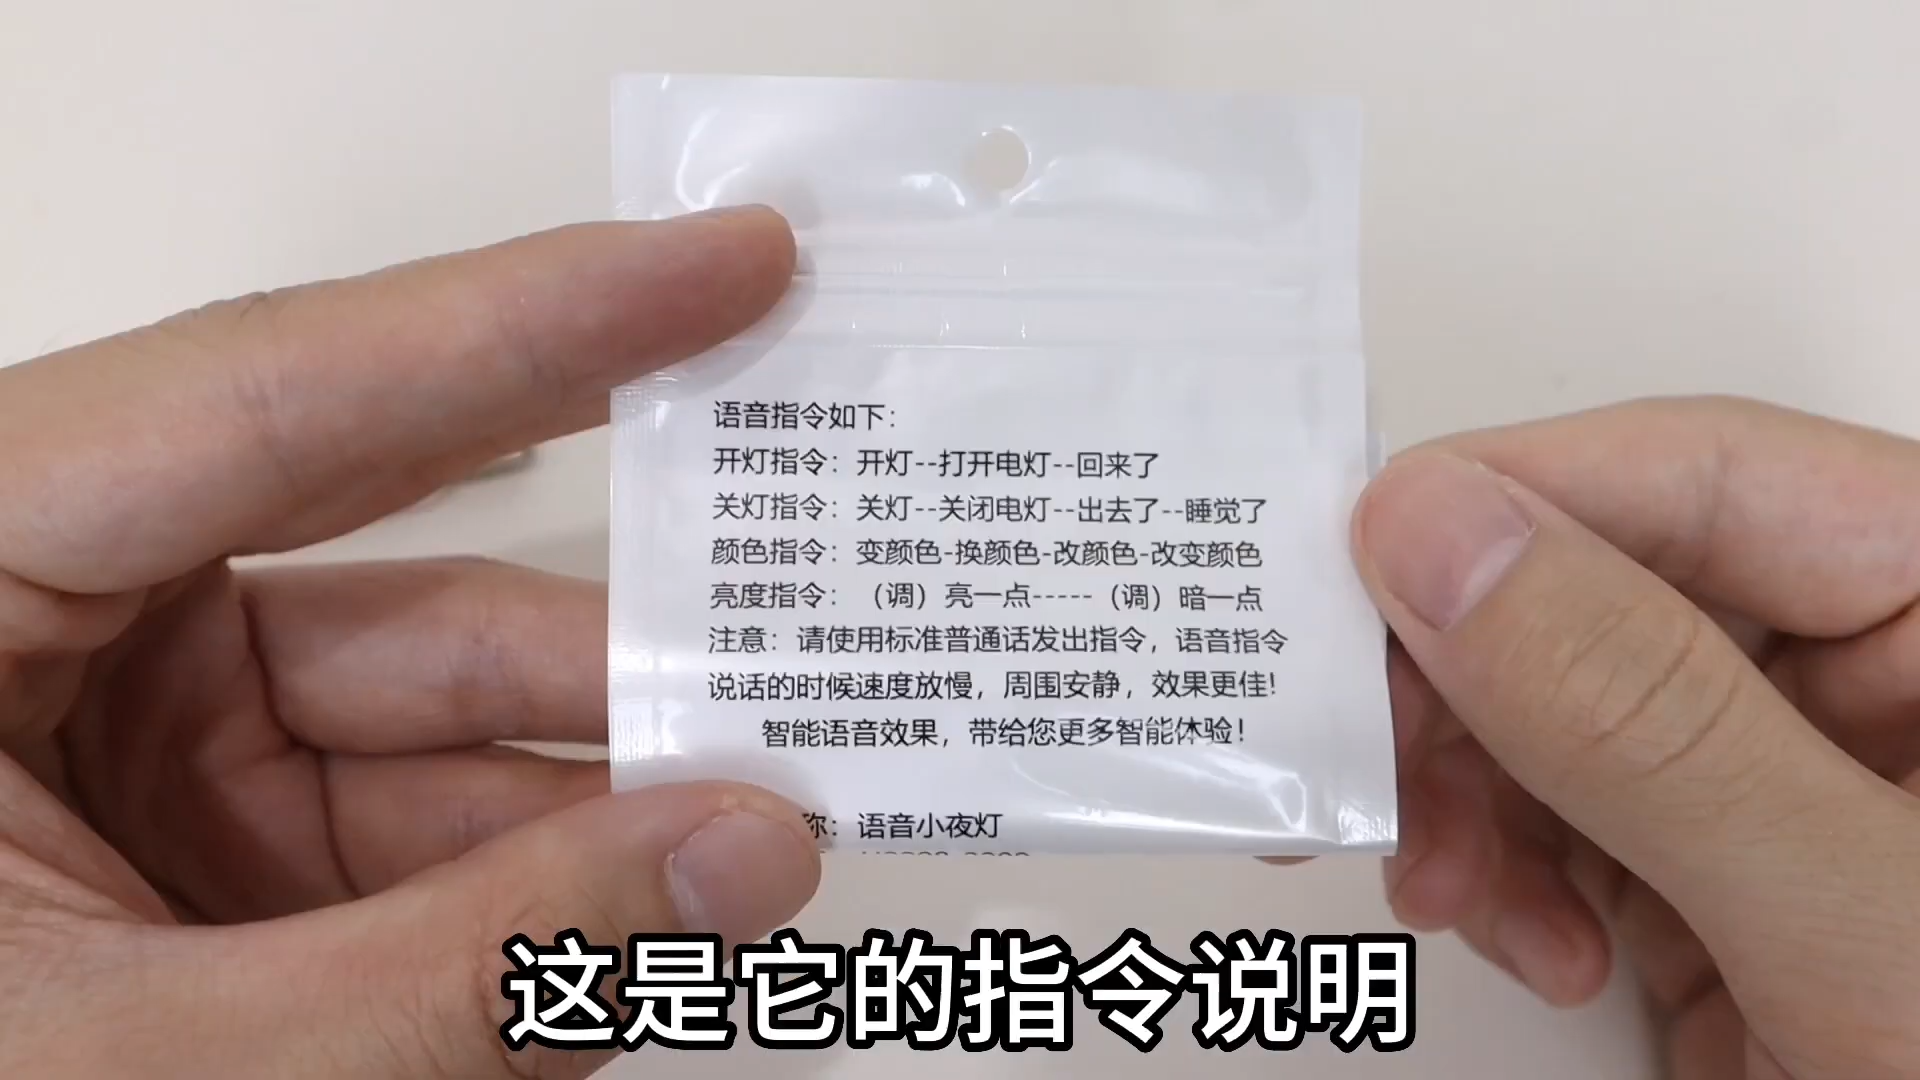 语音指令如下：
开灯指令：开灯--打开电灯--回来了
关灯指令：关灯--关闭电灯--出去了--睡觉了
颜色指令：变颜色-换颜色-改颜色-改变颜色
亮度指令：（调）亮一点-----（调）暗一点
注意：请使用标准普通话发出指令，语音指令
说话的时候速度放慢，周围安静，效果更佳！
智能语音效果，带给您更多智能体验！
称：语音小夜灯
这是它的指令说明